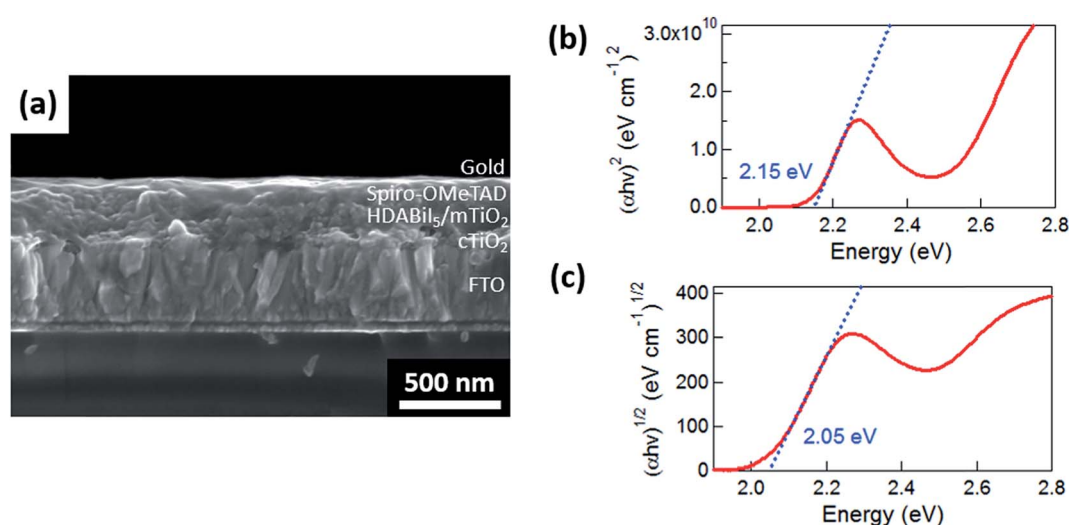 (a)
Gold
Spiro-OMeTAD
HDABiI₅/mTiO₂
cTiO₂
FTO
500 nm
(b)
3.0x10¹⁰
2.0
1.0
0.0
(αhν)² (eV cm⁻¹)²
2.15 eV
2.0 2.2 2.4 2.6 2.8
Energy (eV)
(c)
400
300
200
100
0
(αhν)¹/² (eV cm⁻¹)¹/²
2.05 eV
2.0 2.2 2.4 2.6 2.8
Energy (eV)